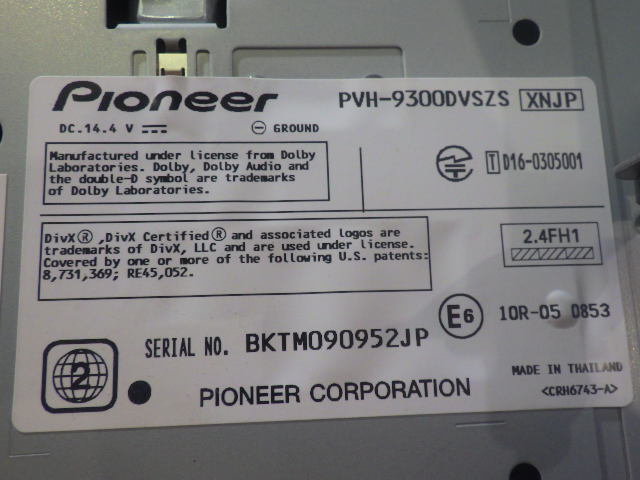 Pioneer
PVH-9300DVSZS XNJP
DC.14.4 V
GROUND
Manufactured under license from Dolby
Laboratories. Dolby, Dolby Audio and
the double-D symbol are trademarks
of Dolby Laboratories.
T D16-0305001
DivX®,DivX Certified® and associated logos are
trademarks of DivX, LLC and are used under license.
Covered by one or more of the following U.S. patents:
8,731,369; RE45,052.
2.4FH1
E6 10R-05 0853
SERIAL NO. BKTM090952JP
2
PIONEER CORPORATION
MADE IN THAILAND
<CRH6743-A>